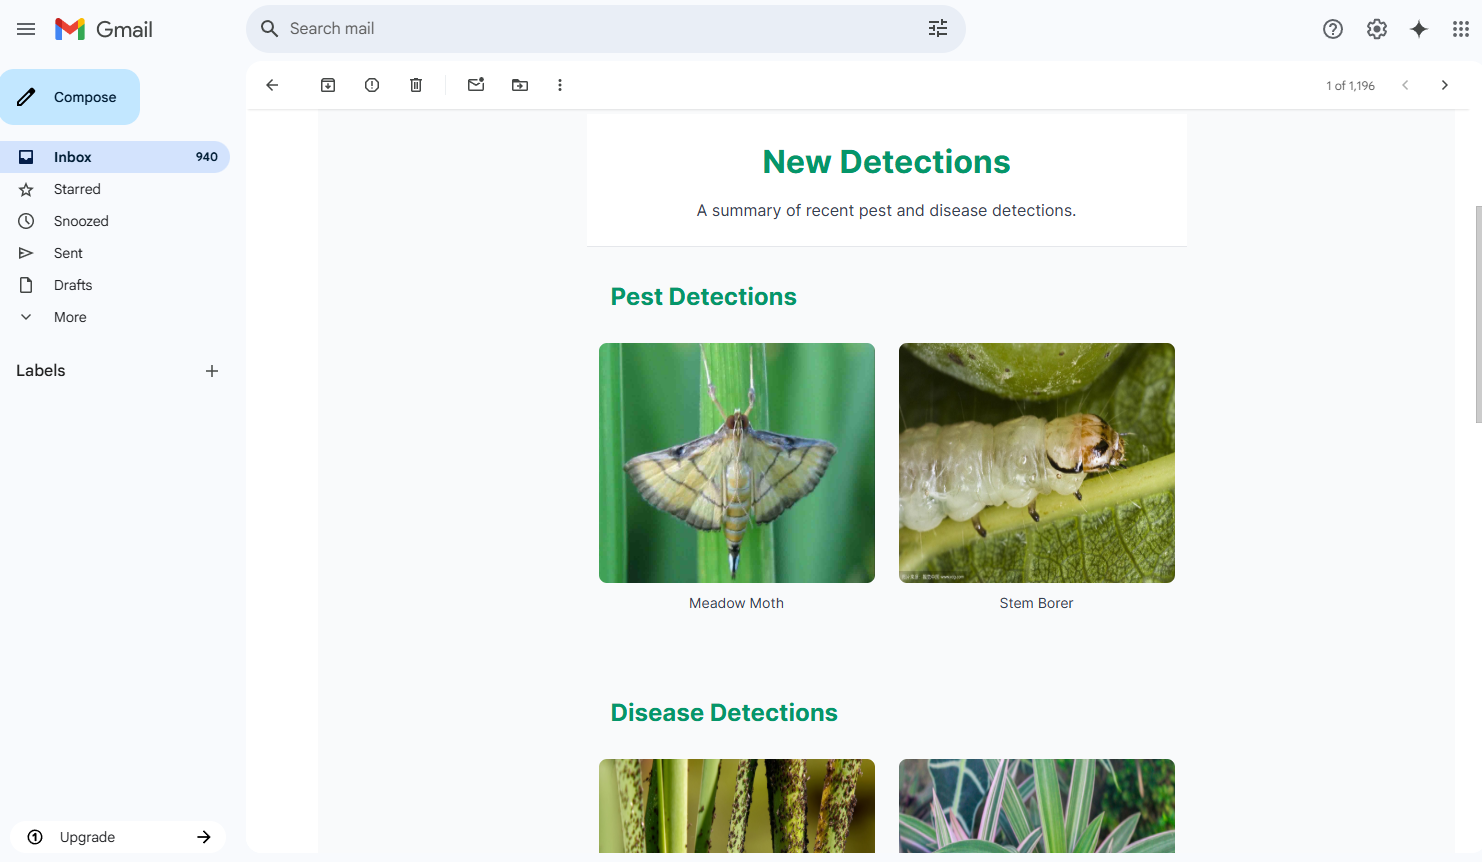 Gmail
Search mail
Compose
1 of 1,196
Inbox 940
Starred
Snoozed
Sent
Drafts
More
Labels
Upgrade
New Detections
A summary of recent pest and disease detections.
Pest Detections
Meadow Moth
Stem Borer
Disease Detections